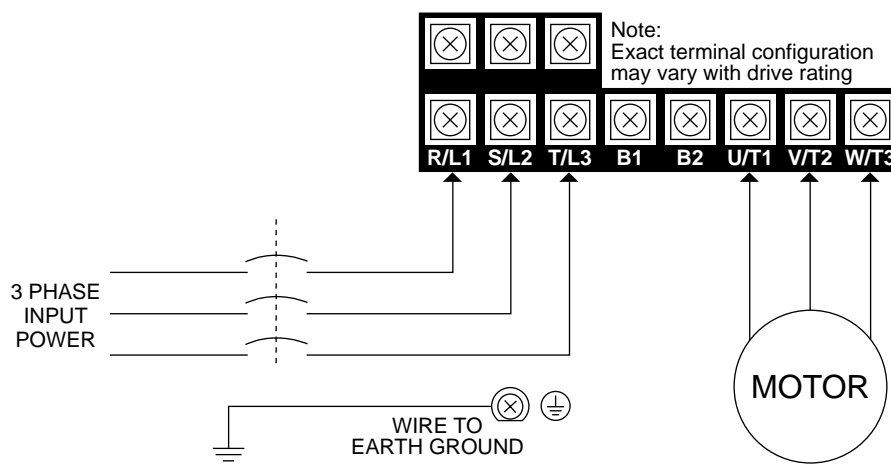 Note:
Exact terminal configuration
may vary with drive rating
R/L1 S/L2 T/L3 B1 B2 U/T1 V/T2 W/T3
3 PHASE
INPUT
POWER
MOTOR
WIRE TO
EARTH GROUND